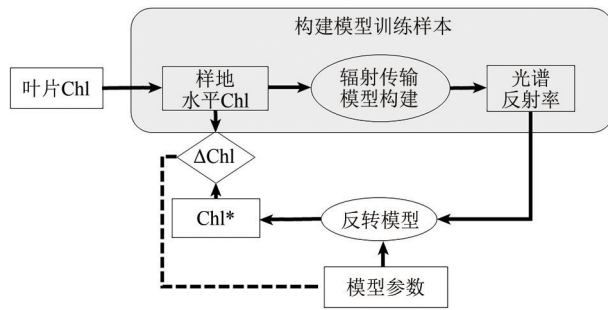 构建模型训练样本
叶片Chl
样地
水平Chl
辐射传输
模型构建
光谱
反射率
ΔChl
Chl*
反转模型
模型参数